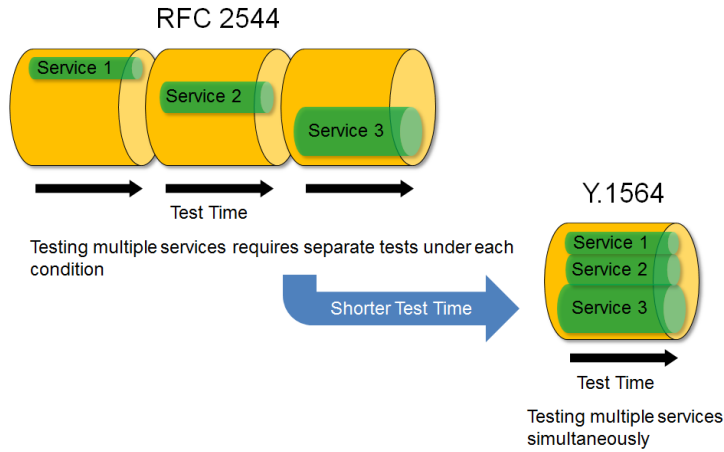 RFC 2544
Service 1
Service 2
Service 3
Test Time
Testing multiple services requires separate tests under each
condition
Shorter Test Time
Y.1564
Service 1
Service 2
Service 3
Test Time
Testing multiple services
simultaneously